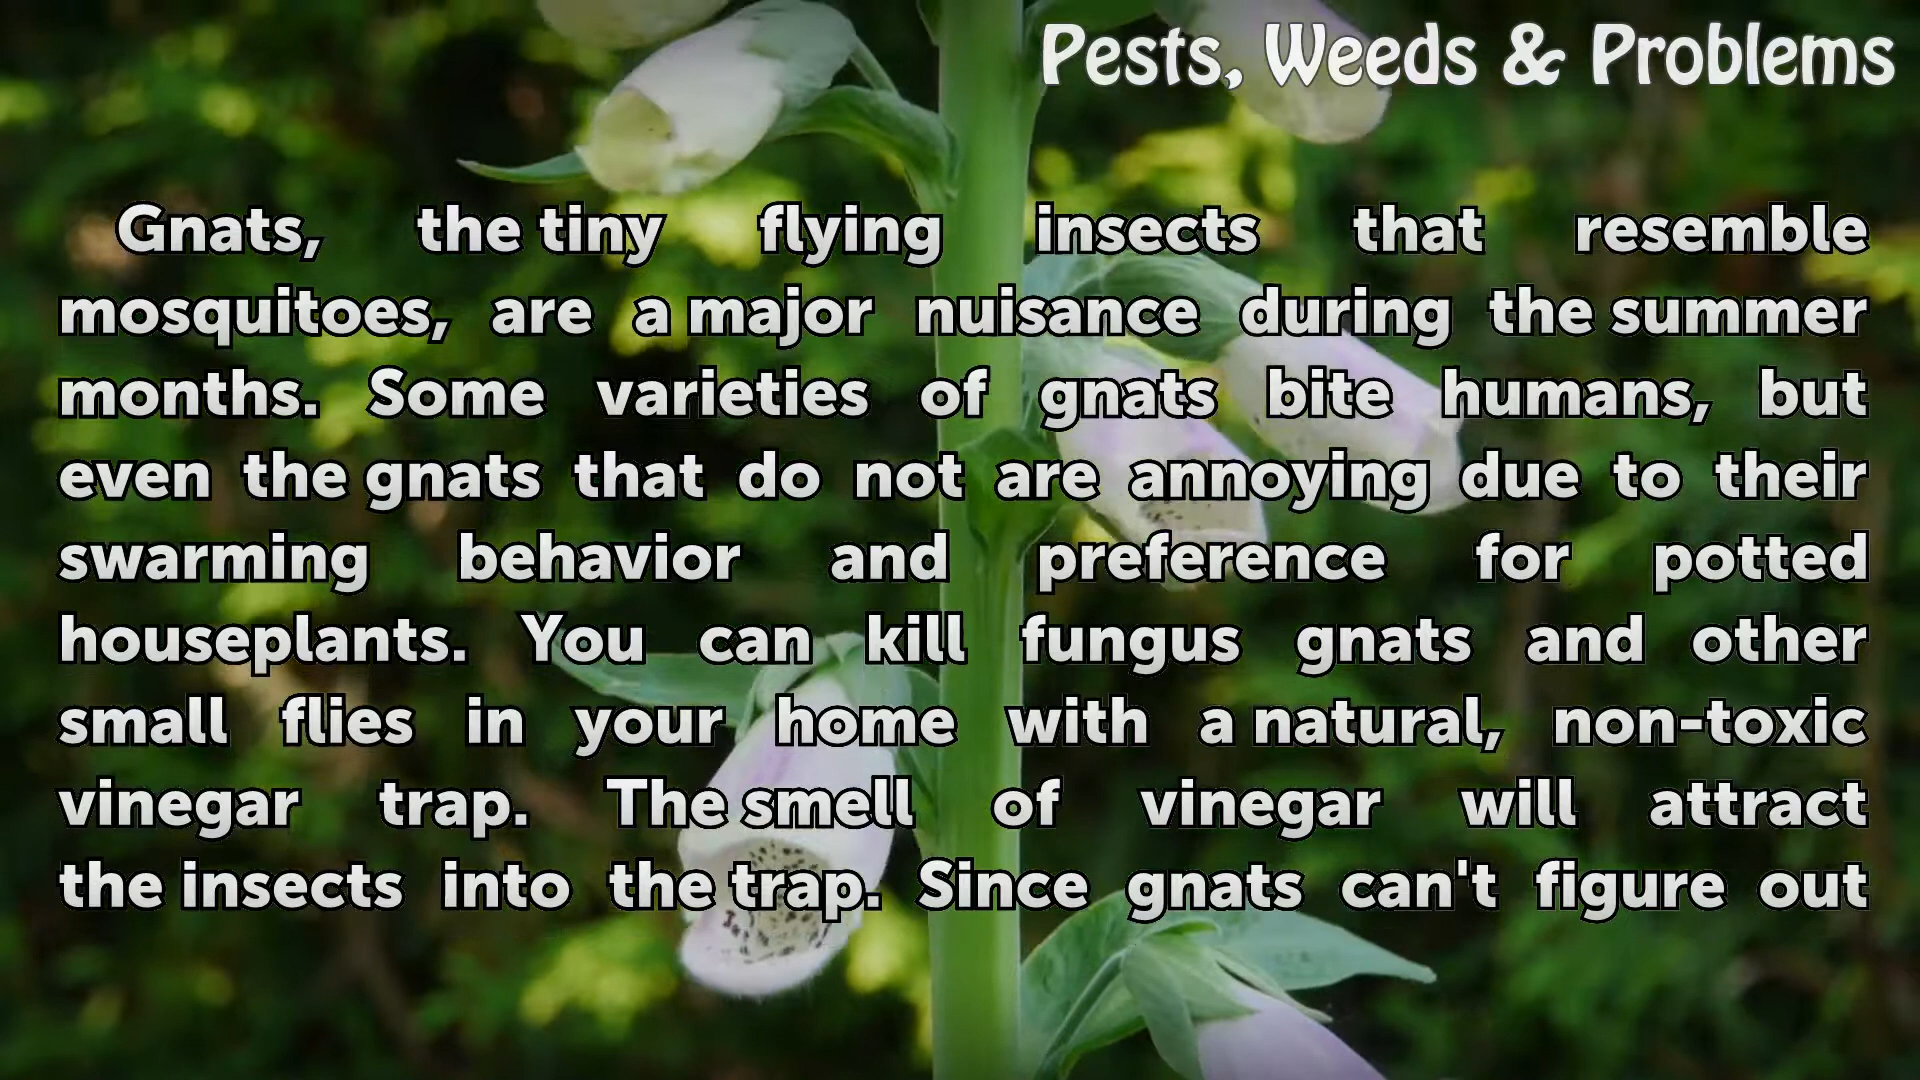 Pests, Weeds & Problems
Gnats, the tiny flying insects that resemble
mosquitoes, are a major nuisance during the summer
months. Some varieties of gnats bite humans, but
even the gnats that do not are annoying due to their
swarming behavior and preference for potted
houseplants. You can kill fungus gnats and other
small flies in your home with a natural, non-toxic
vinegar trap. The smell of vinegar will attract
the insects into the trap. Since gnats can't figure out